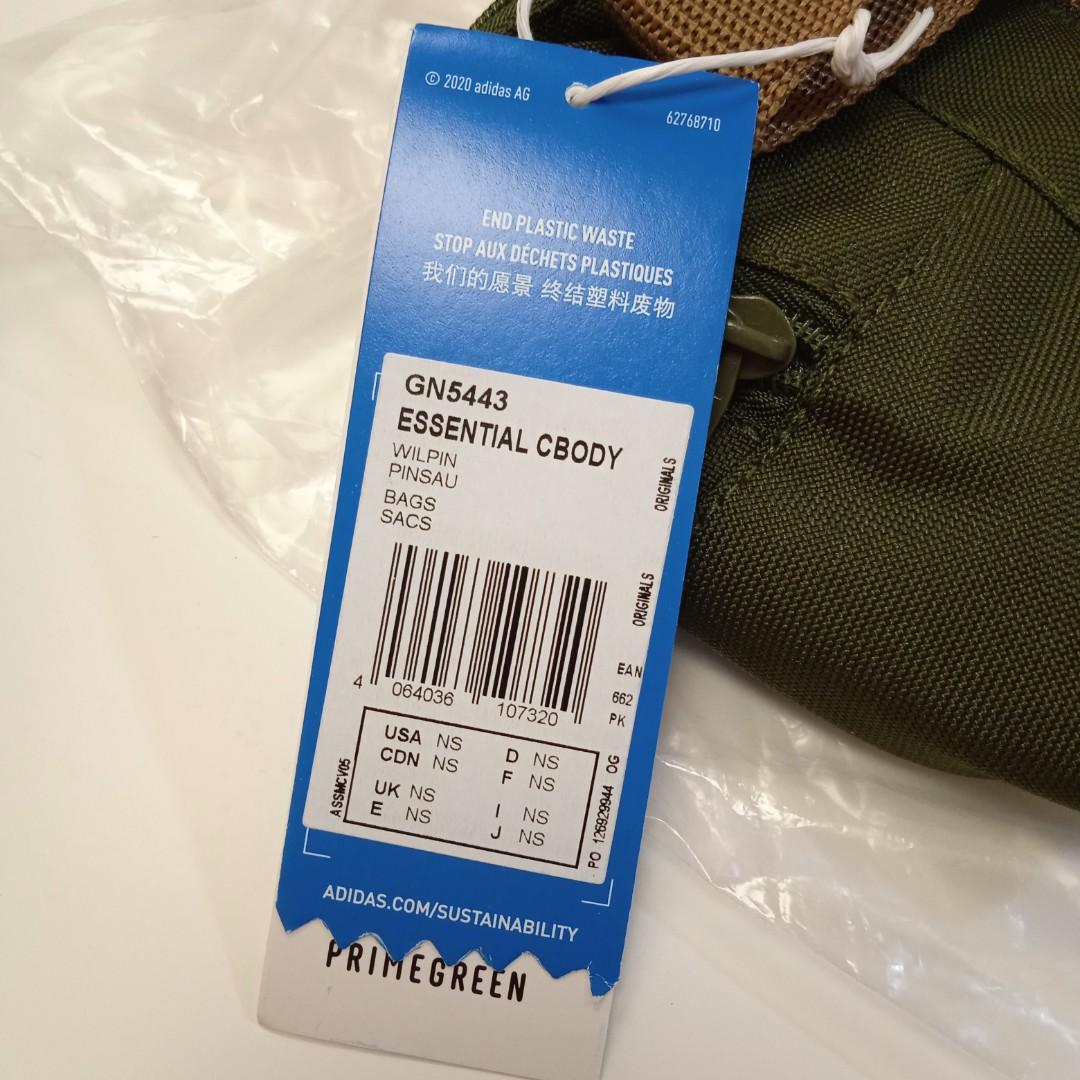 © 2020 adidas AG
62768710
END PLASTIC WASTE
STOP AUX DÉCHETS PLASTIQUES
我们的愿景 终结塑料废物
GN5443
ESSENTIAL CBODY
WILPIN
PINSAU
BAGS
SACS
ORIGINALS
ORIGINALS
EAN
662
PK
OG
4 064036 107320
USA NS D NS
CDN NS F NS
UK NS I NS
E NS J NS
ASSMCV05
PO 126929944
ADIDAS.COM/SUSTAINABILITY
PRIMEGREEN